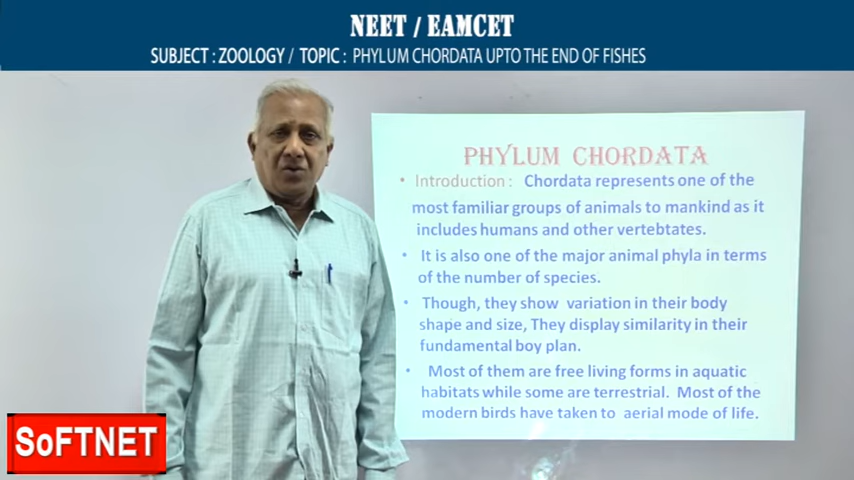 NEET / EAMCET
SUBJECT : ZOOLOGY / TOPIC : PHYLUM CHORDATA UPTO THE END OF FISHES
PHYLUM CHORDATA
• Introduction : Chordata represents one of the
most familiar groups of animals to mankind as it
includes humans and other vertebtates.
• It is also one of the major animal phyla in terms
of the number of species.
• Though, they show variation in their body
shape and size, They display similarity in their
fundamental boy plan.
• Most of them are free living forms in aquatic
habitats while some are terrestrial. Most of the
modern birds have taken to aerial mode of life.
SoFTNET